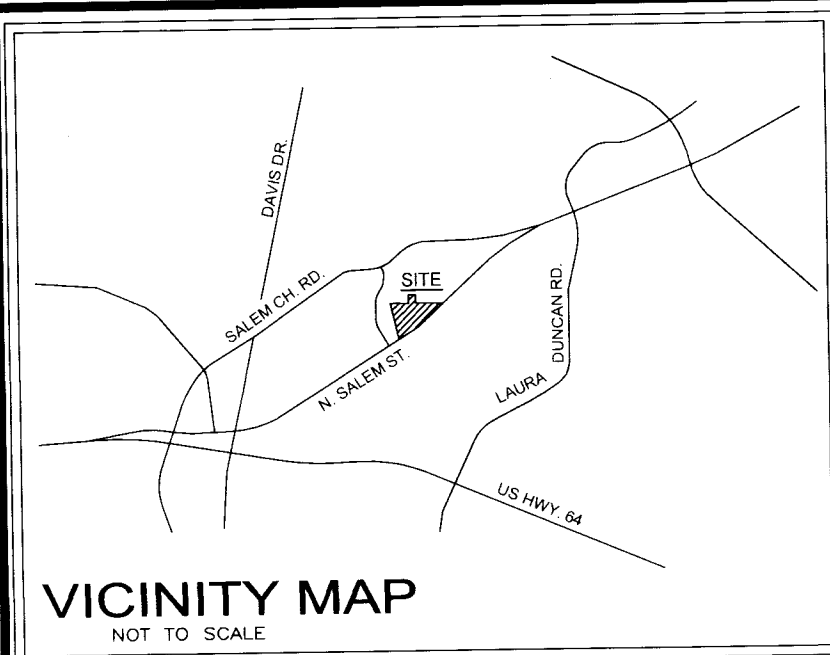 DAVIS DR.
SALEM CH. RD.
SITE
N. SALEM ST.
LAURA
DUNCAN RD.
US HWY. 64
VICINITY MAP
NOT TO SCALE